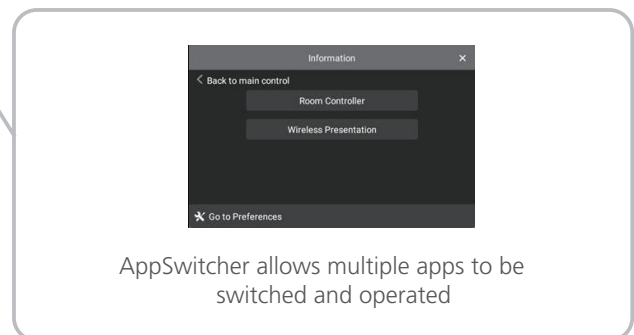 Information ×
< Back to main control
Room Controller
Wireless Presentation
Go to Preferences
AppSwitcher allows multiple apps to be
switched and operated